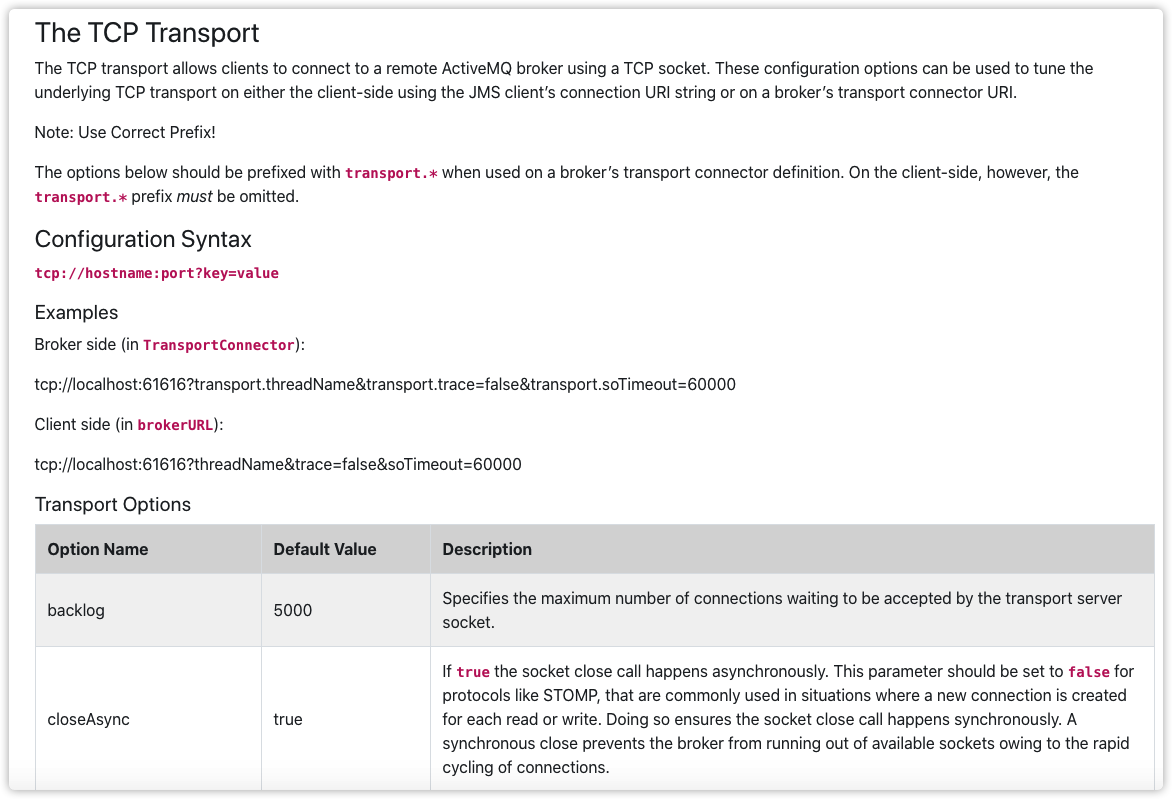 The TCP Transport
The TCP transport allows clients to connect to a remote ActiveMQ broker using a TCP socket. These configuration options can be used to tune the
underlying TCP transport on either the client-side using the JMS client’s connection URI string or on a broker’s transport connector URI.
Note: Use Correct Prefix!
The options below should be prefixed with transport.* when used on a broker’s transport connector definition. On the client-side, however, the
transport.* prefix must be omitted.
Configuration Syntax
tcp://hostname:port?key=value
Examples
Broker side (in TransportConnector):
tcp://localhost:61616?transport.threadName&transport.trace=false&transport.soTimeout=60000
Client side (in brokerURL):
tcp://localhost:61616?threadName&trace=false&soTimeout=60000
Transport Options
Option Name Default Value Description
backlog 5000 Specifies the maximum number of connections waiting to be accepted by the transport server
socket.
If true the socket close call happens asynchronously. This parameter should be set to false for
protocols like STOMP, that are commonly used in situations where a new connection is created
closeAsync true for each read or write. Doing so ensures the socket close call happens synchronously. A
synchronous close prevents the broker from running out of available sockets owing to the rapid
cycling of connections.